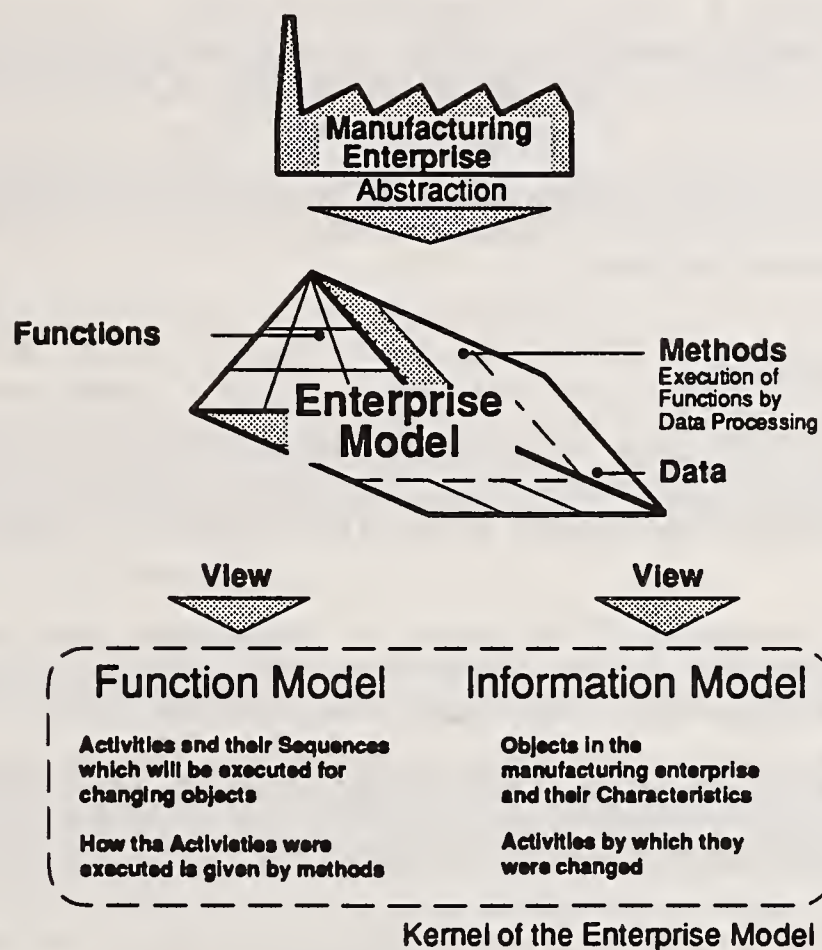 Manufacturing
Enterprise
Abstraction
Functions
Methods
Execution of
Functions by
Data Processing
Enterprise
Model
Data
View
View
Function Model
Activities snd their Sequences
which will be executed for
changing objects
How tha Activieties were
executed is given by methods
Information Model
Objects in the
manufacturing enterprise
and their Characteristics
Activities by which they
were changed
Kernel of the Enterprise Model